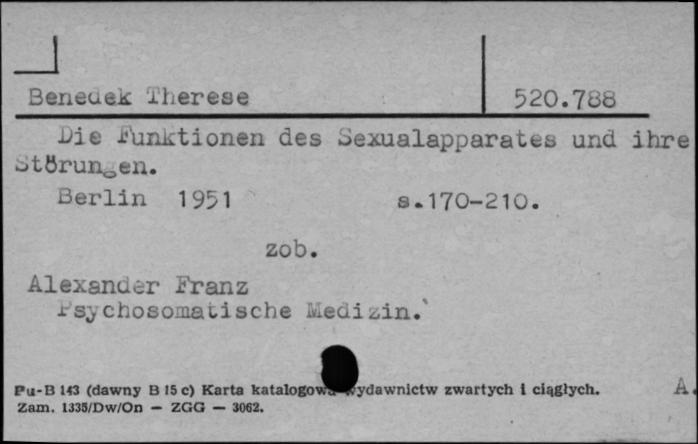 Benedek Therese 520.788
Die Funktionen des Sexualapparates und ihre
Störungen.
Berlin 1951 s.170-210.
zob.
Alexander Franz
Psychosomatische Medizin.
Pu-B 143 (dawny B 15 c) Karta katalogowa wydawnictw zwartych i ciągłych. A.
Zam. 1335/Dw/On — ZGG — 3062.